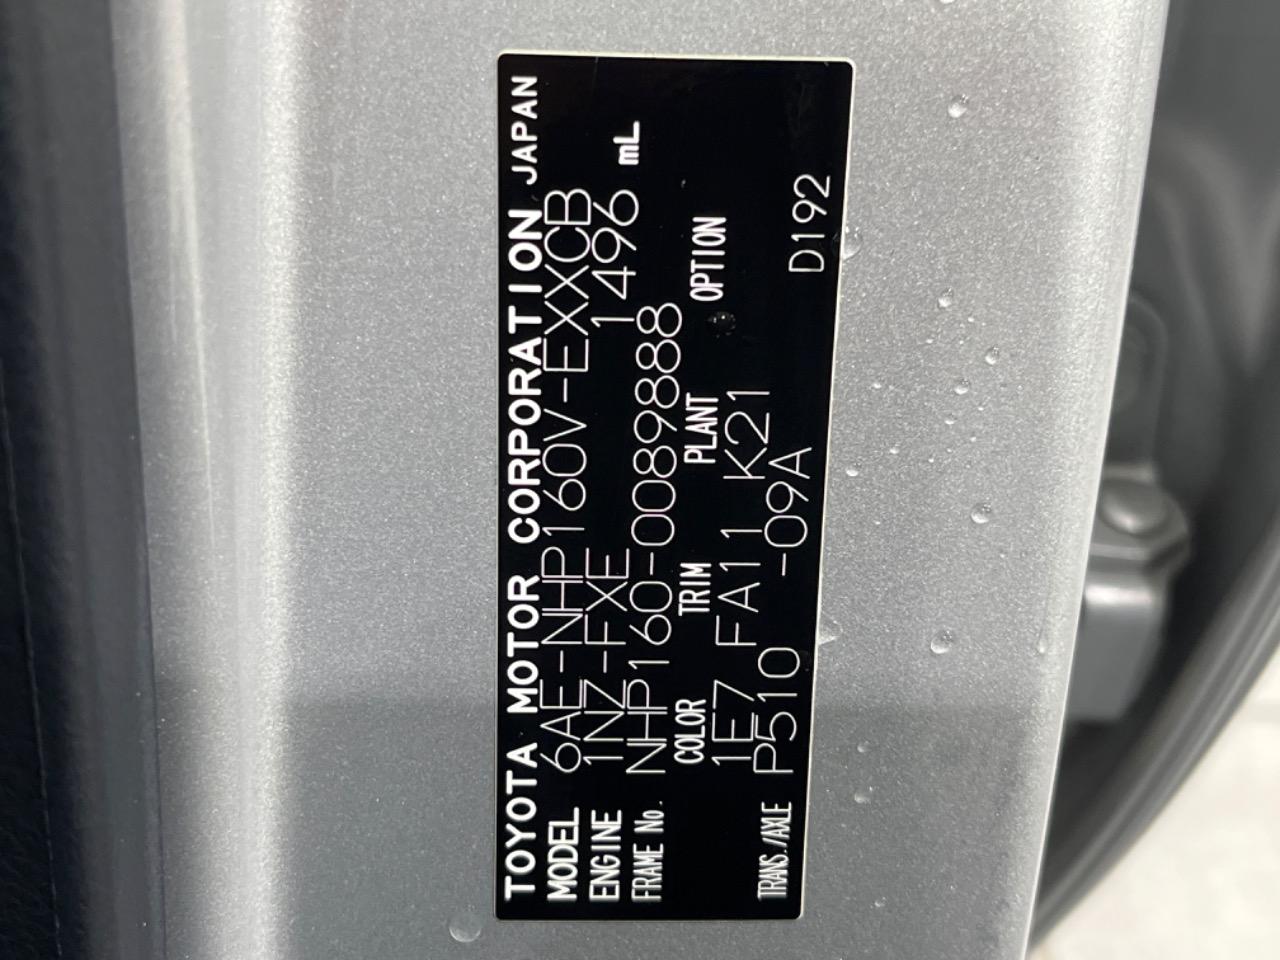 TOYOTA MOTOR CORPORATION JAPAN
MODEL 6AE-NHP160V-EXXCB
ENGINE 1NZ-FXE 1496 mL
FRAME No. NHP160-0089888
COLOR TRIM PLANT OPTION
1E7 FA11 K21
TRANS./AXLE P510 -09A D192